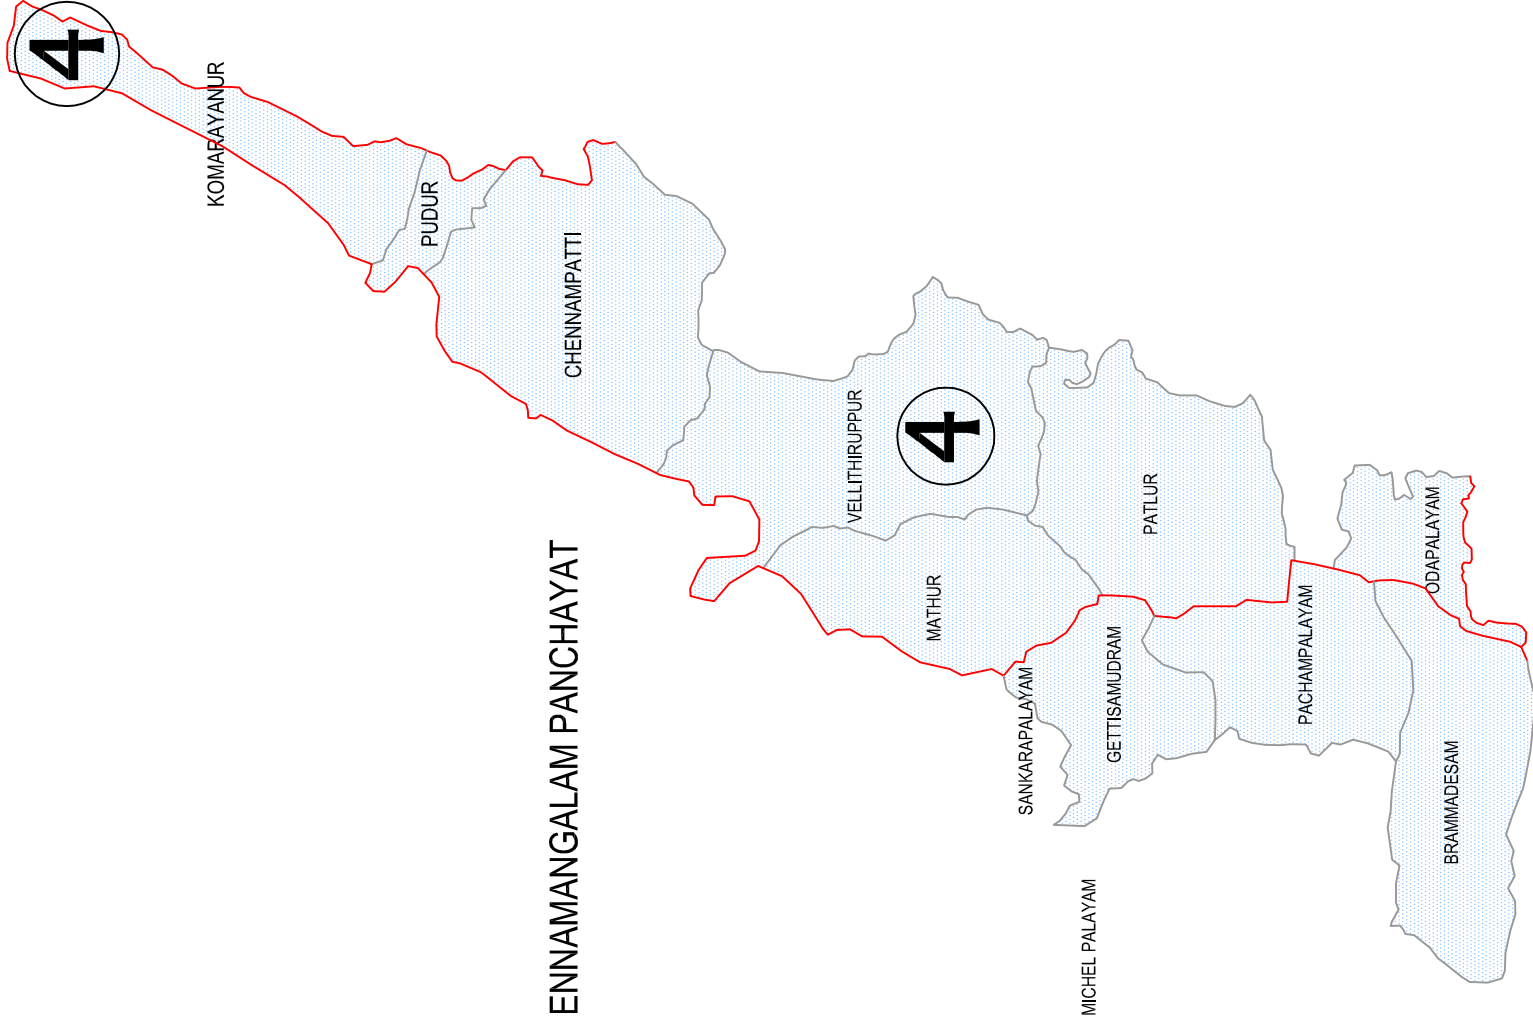 4
KOMARAYANUR
PUDUR
CHENNAMPATTI
VELLITHIRUPPUR
4
PATLUR
ODAPALAYAM
ENNAMANGALAM PANCHAYAT
MATHUR
SANKARAPALAYAM
GETTISAMUDRAM
PACHAMPALAYAM
BRAMMADESAM
MICHEL PALAYAM